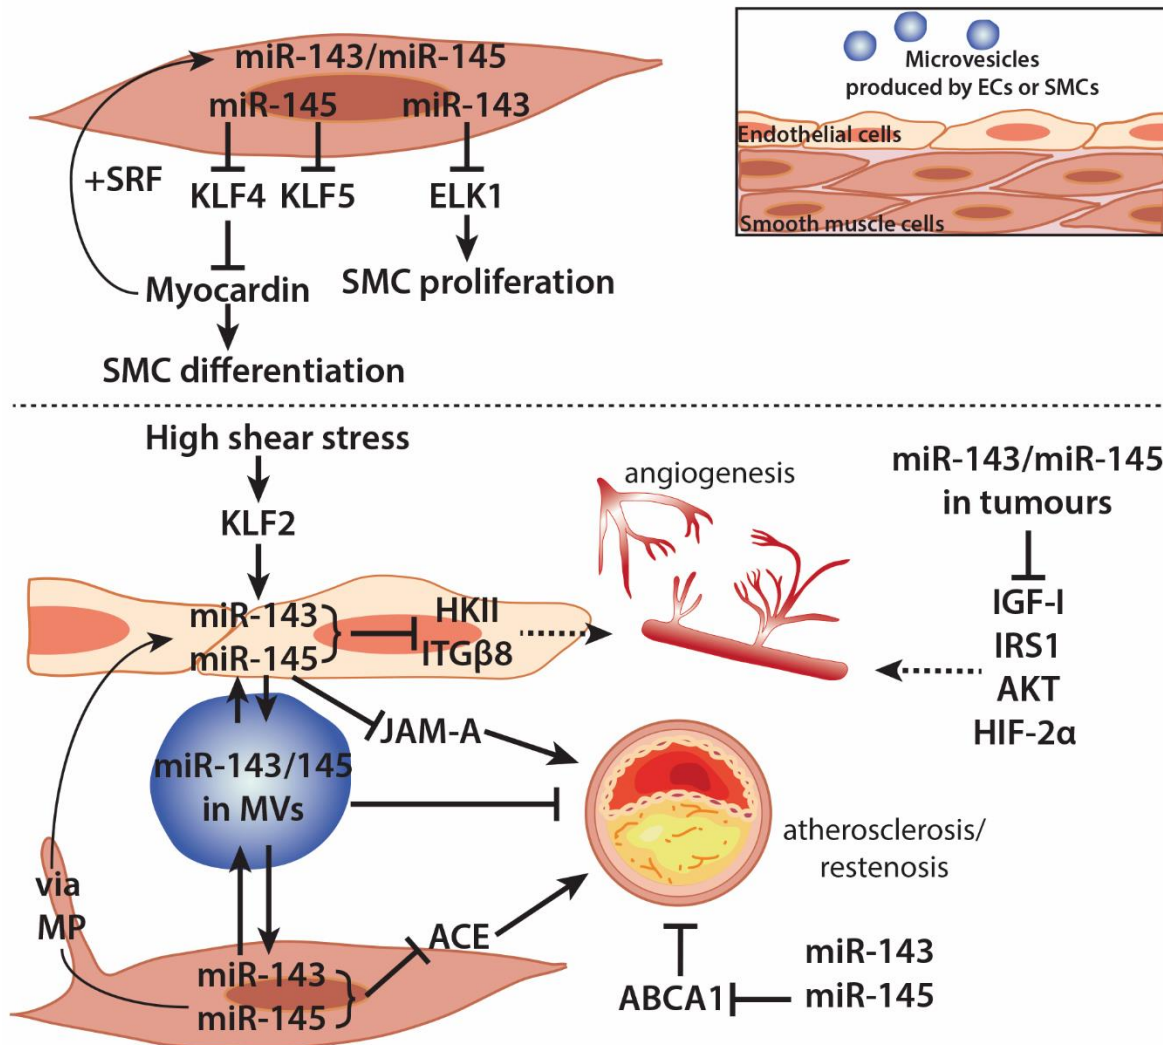 miR-143/miR-145
miR-145
miR-143
+SRF
KLF4
KLF5
ELK1
Myocardin
SMC proliferation
SMC differentiation
Microvesicles
produced by ECs or SMCs
Endothelial cells
Smooth muscle cells
High shear stress
KLF2
miR-143
miR-145
HKII
ITGβ8
angiogenesis
miR-143/miR-145
in tumours
IGF-I
IRS1
AKT
HIF-2α
JAM-A
miR-143/145
in MVs
atherosclerosis/
restenosis
via
MP
ACE
miR-143
miR-145
ABCA1
miR-143
miR-145